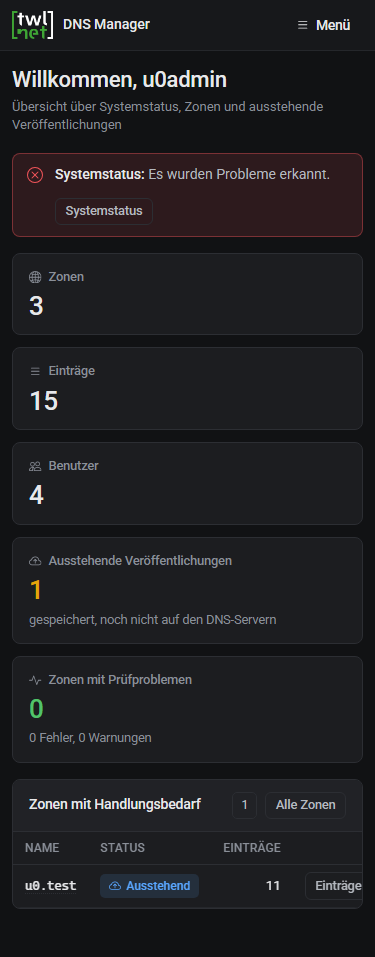 twl
net
DNS Manager
Menü
Willkommen, u0admin
Übersicht über Systemstatus, Zonen und ausstehende
Veröffentlichungen
Systemstatus: Es wurden Probleme erkannt.
Systemstatus
Zonen
3
Einträge
15
Benutzer
4
Ausstehende Veröffentlichungen
1
gespeichert, noch nicht auf den DNS-Servern
Zonen mit Prüfproblemen
0
0 Fehler, 0 Warnungen
Zonen mit Handlungsbedarf 1 Alle Zonen
NAME STATUS EINTRÄGE
u0.test Ausstehend 11 Einträge